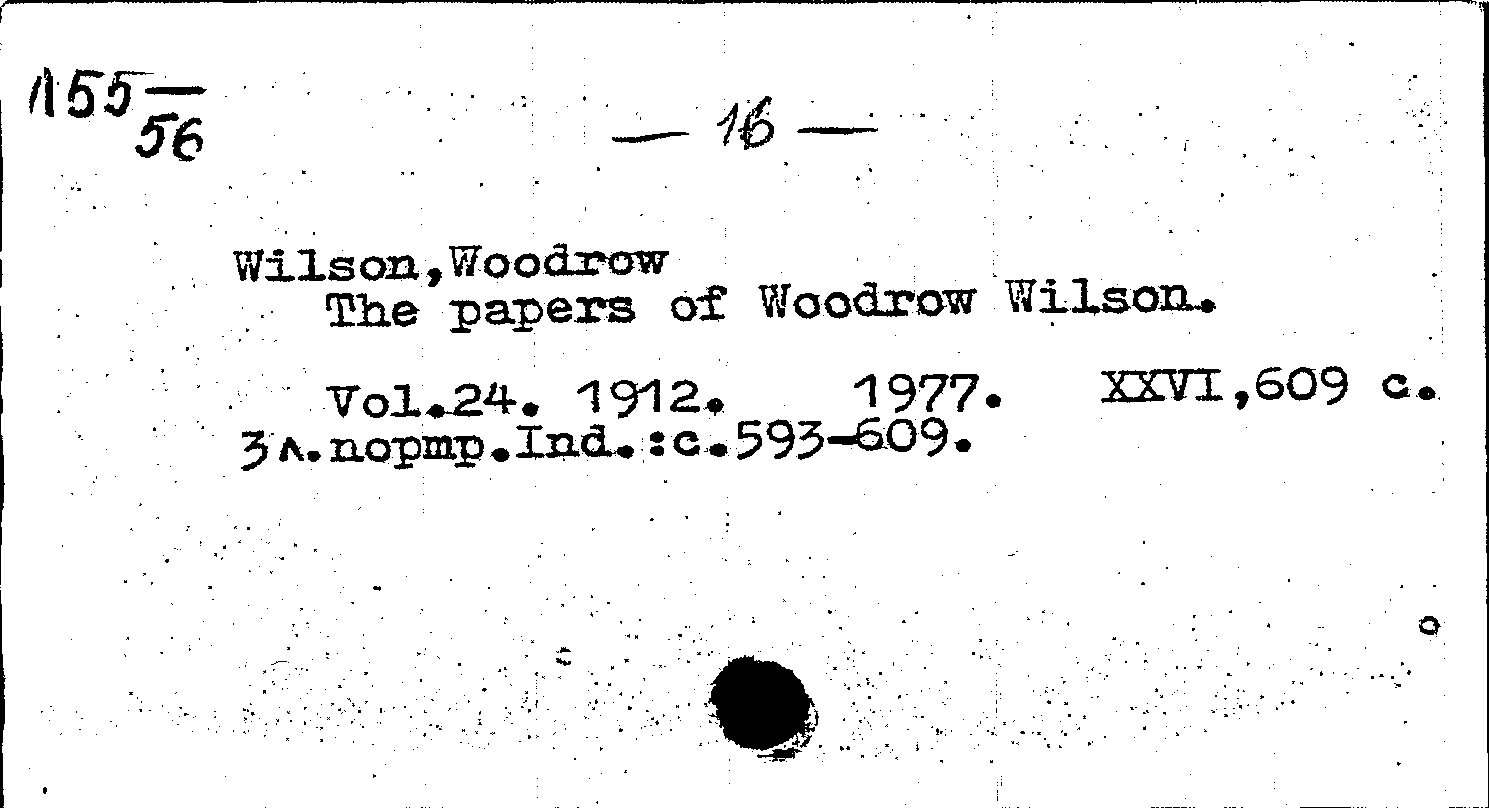 Л55—
56
— 16 —
Wilson,Woodrow
The papers of Woodrow Wilson.
Vol.24. 1912. 1977. XXVI,609 с.
3 л.портр.Ind.:с.593-609.